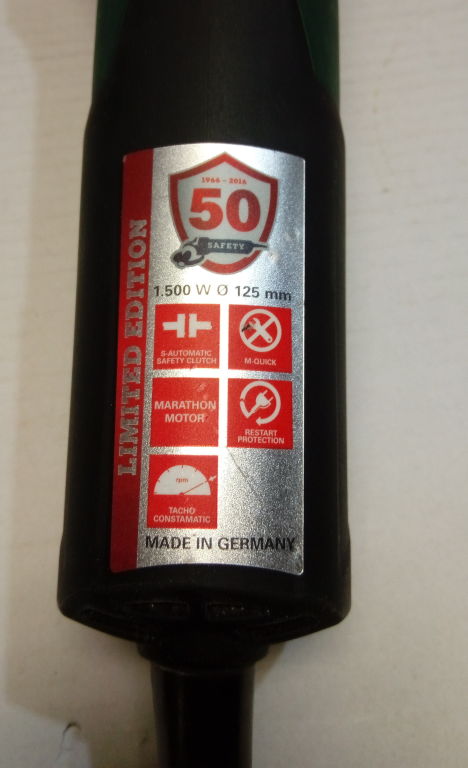 LIMITED EDITION
1966 - 2016
50
SAFETY
1.500 W Ø 125 mm
S-AUTOMATIC
SAFETY CLUTCH
M-QUICK
MARATHON
MOTOR
RESTART
PROTECTION
rpm
TACHO
CONSTAMATIC
MADE IN GERMANY